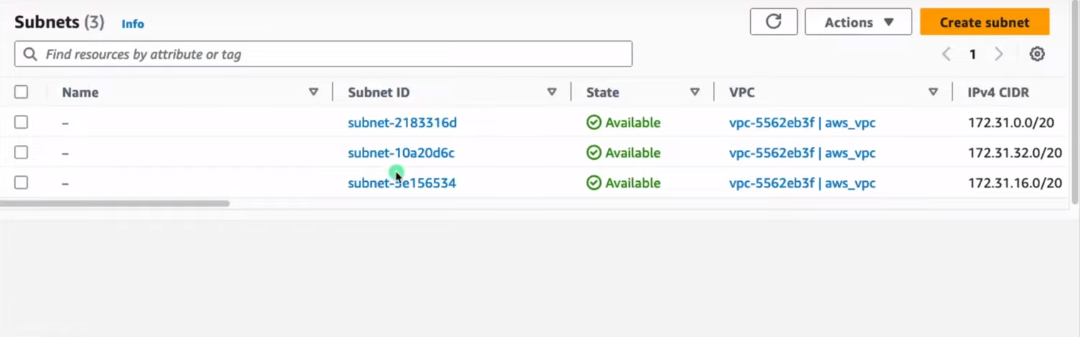 Subnets (3) Info Actions Create subnet
Find resources by attribute or tag 1
Name Subnet ID State VPC IPv4 CIDR
– subnet-2183316d Available vpc-5562eb3f | aws_vpc 172.31.0.0/20
– subnet-10a20d6c Available vpc-5562eb3f | aws_vpc 172.31.32.0/20
– subnet-3e156534 Available vpc-5562eb3f | aws_vpc 172.31.16.0/20